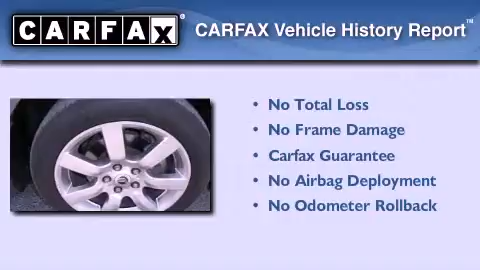 CARFAX® CARFAX Vehicle History Report™
• No Total Loss
• No Frame Damage
• Carfax Guarantee
• No Airbag Deployment
• No Odometer Rollback